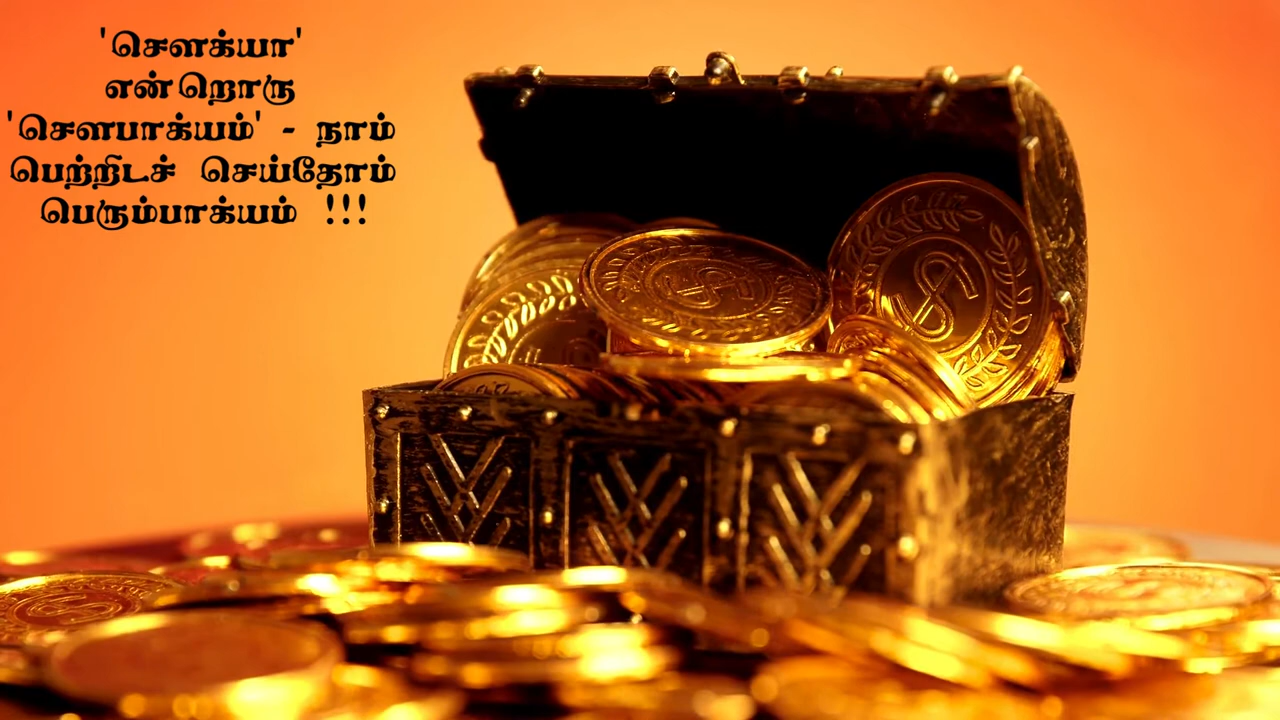 'சௌக்யா'
என்றொரு
'சௌபாக்யம்' - நாம்
பெற்றிடச் செய்தோம்
பெரும்பாக்யம் !!!